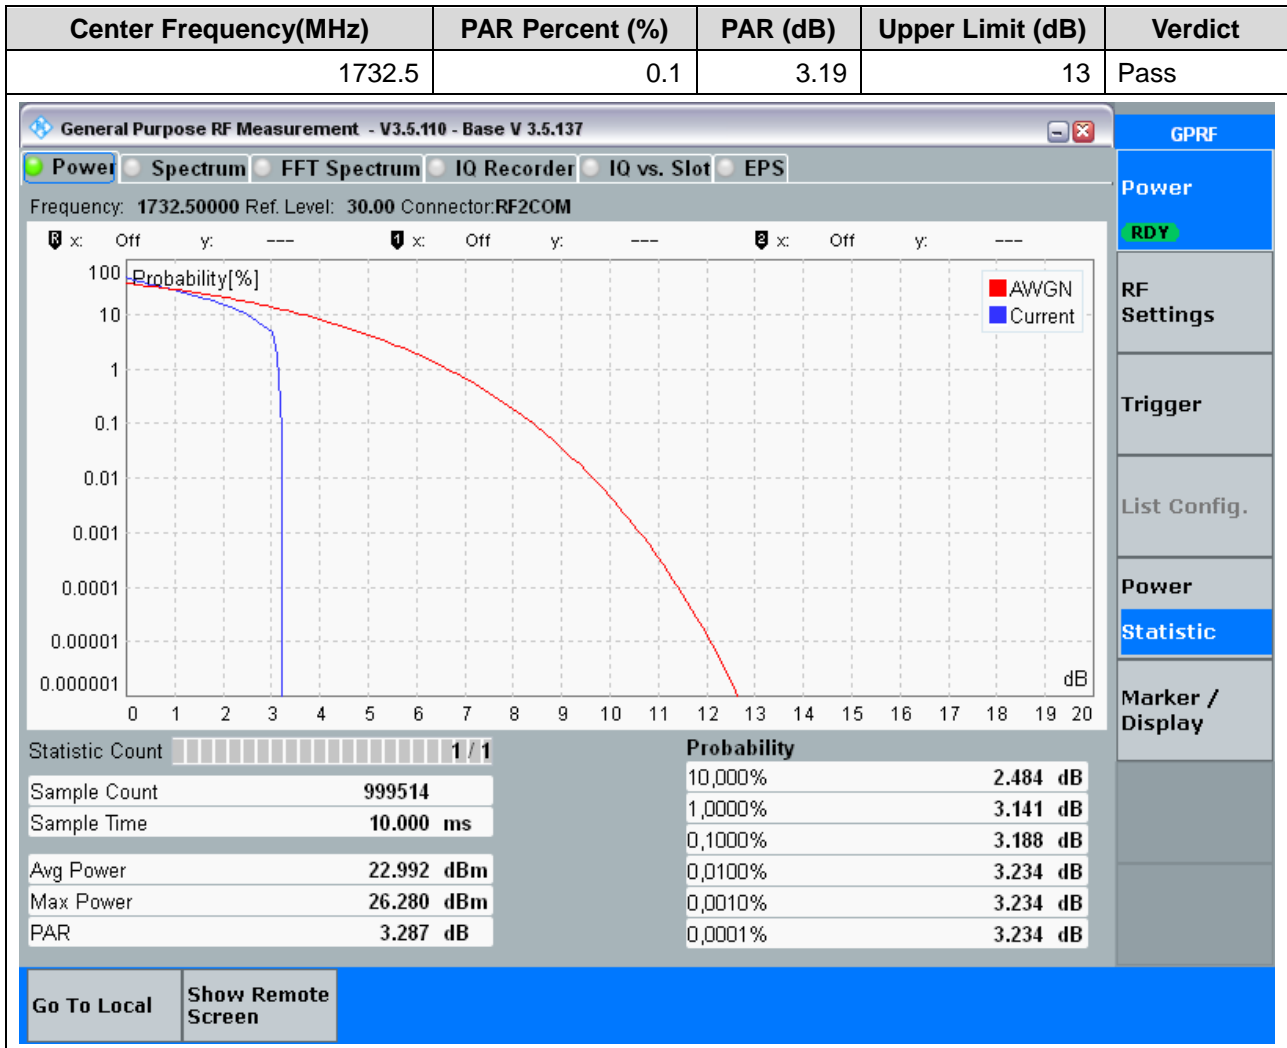 Center Frequency(MHz) PAR Percent (%) PAR (dB) Upper Limit (dB) Verdict
1732.5 0.1 3.19 13 Pass
General Purpose RF Measurement - V3.5.110 - Base V 3.5.137
GPRF
Power Spectrum FFT Spectrum IQ Recorder IQ vs. Slot EPS
Power
RDY
Frequency: 1732.50000 Ref. Level: 30.00 Connector:RF2COM
R x: Off y: --- 1 x: Off y: --- 2 x: Off y: ---
Probability[%]
AWGN
Current
100
10
1
0.1
0.01
0.001
0.0001
0.00001
0.000001
dB
0 1 2 3 4 5 6 7 8 9 10 11 12 13 14 15 16 17 18 19 20
RF
Settings
Trigger
List Config.
Power
Statistic
Marker /
Display
Statistic Count 1 / 1
Sample Count 999514
Sample Time 10.000 ms
Avg Power 22.992 dBm
Max Power 26.280 dBm
PAR 3.287 dB
Probability
10,000% 2.484 dB
1,0000% 3.141 dB
0,1000% 3.188 dB
0,0100% 3.234 dB
0,0010% 3.234 dB
0,0001% 3.234 dB
Go To Local
Show Remote
Screen